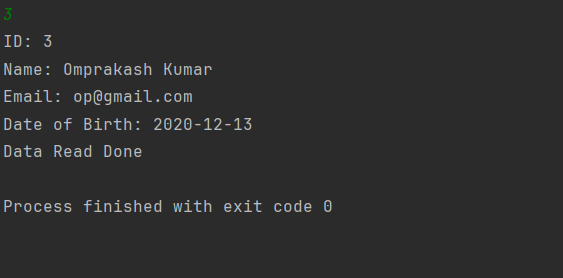 3
ID: 3
Name: Omprakash Kumar
Email: op@gmail.com
Date of Birth: 2020-12-13
Data Read Done
Process finished with exit code 0